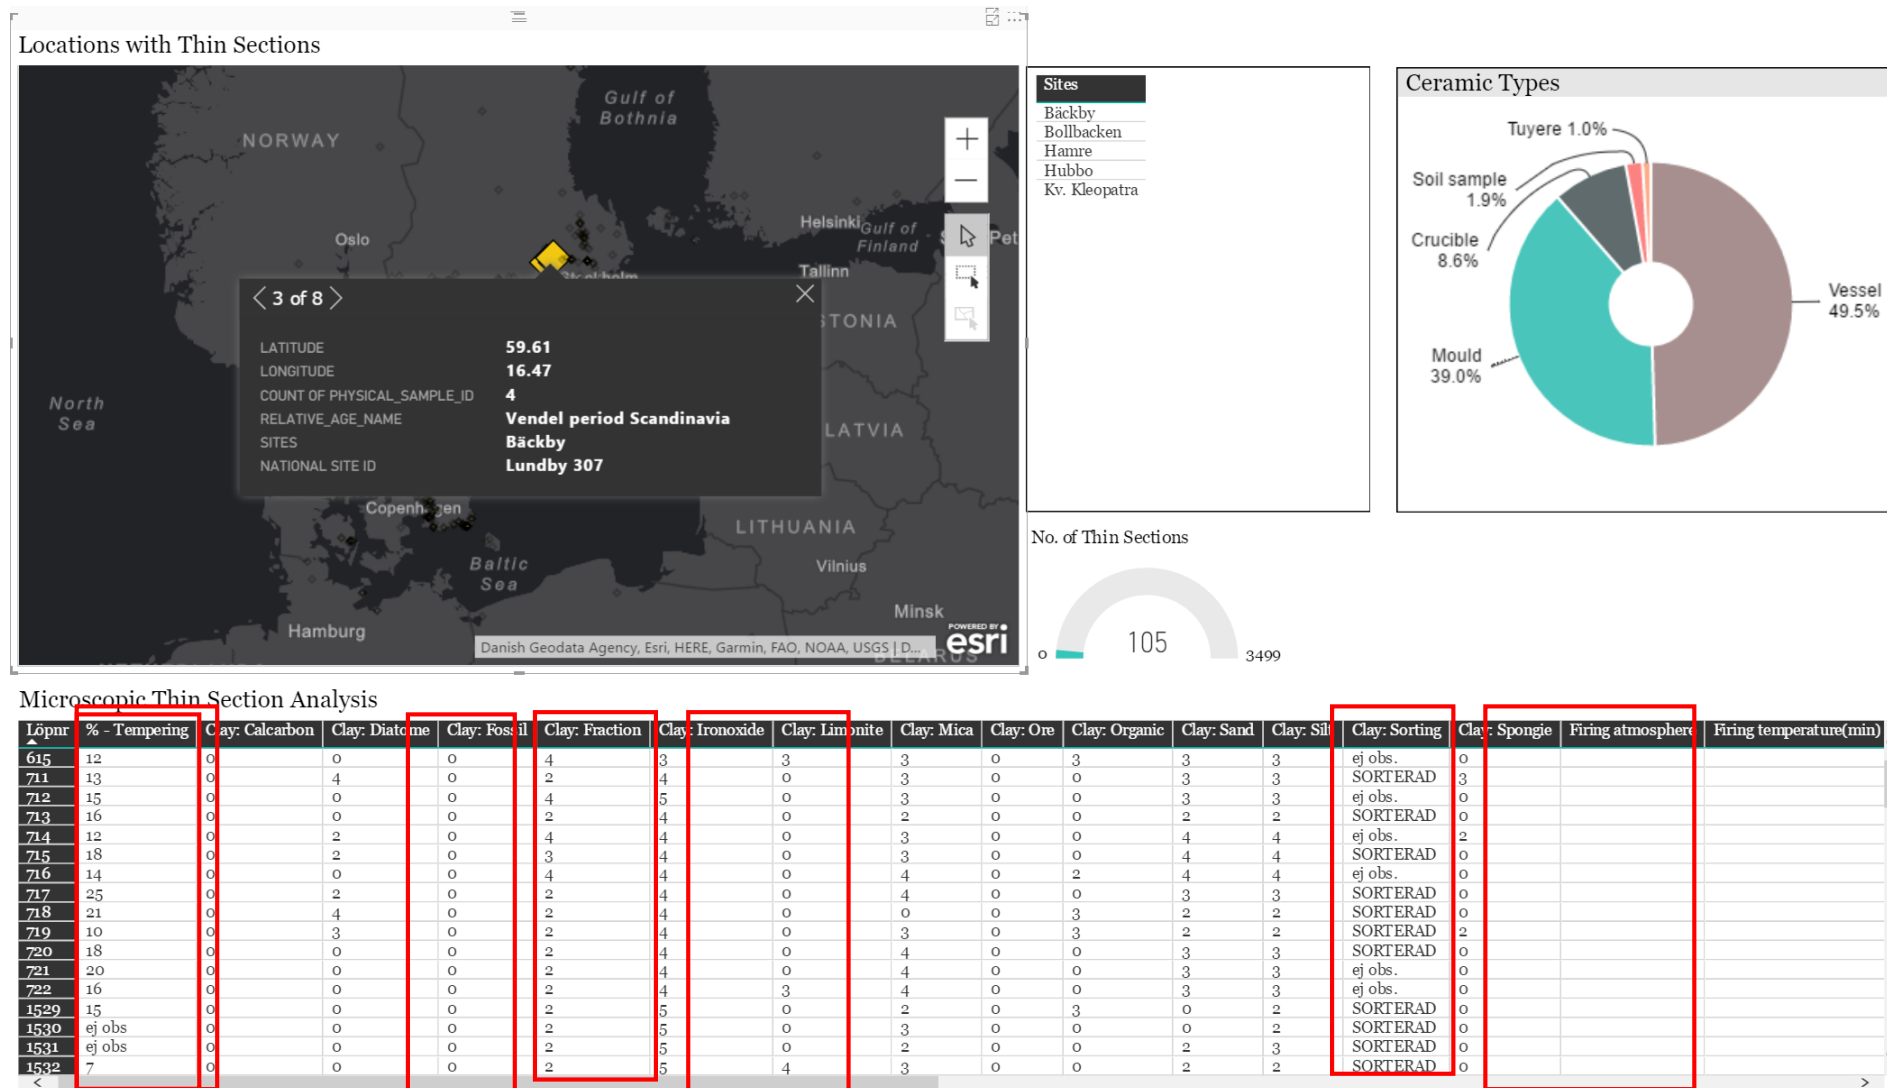 Locations with Thin Sections
Gulf of
Bothnia
NORWAY
Oslo
Helsinki
Gulf of
Finland
Pet
Stockholm
Tallinn
STONIA
North
Sea
LATVIA
Copenhagen
LITHUANIA
Baltic
Sea
Vilnius
Minsk
Hamburg
BELARUS
3 of 8
LATITUDE 59.61
LONGITUDE 16.47
COUNT OF PHYSICAL_SAMPLE_ID 4
RELATIVE_AGE_NAME Vendel period Scandinavia
SITES Bäckby
NATIONAL SITE ID Lundby 307
Danish Geodata Agency, Esri, HERE, Garmin, FAO, NOAA, USGS | D...
POWERED BY
esri
Sites
Bäckby
Bollbacken
Hamre
Hubbo
Kv. Kleopatra
Ceramic Types
Tuyere 1.0%
Soil sample
1.9%
Crucible
8.6%
Mould
39.0%
Vessel
49.5%
No. of Thin Sections
0 105 3499
Microscopic Thin Section Analysis
Löpnr % - Tempering Clay: Calcarbon Clay: Diatome Clay: Fossil Clay: Fraction Clay: Ironoxide Clay: Limonite Clay: Mica Clay: Ore Clay: Organic Clay: Sand Clay: Silt Clay: Sorting Clay: Spongie Firing atmosphere Firing temperature(min)
615 12 0 0 0 4 3 3 3 0 3 3 3 ej obs. 0
711 13 0 4 0 2 4 0 3 0 0 3 3 SORTERAD 3
712 15 0 0 0 4 5 0 3 0 0 3 3 ej obs. 0
713 16 0 0 0 2 4 0 2 0 0 2 2 SORTERAD 0
714 12 0 2 0 4 4 0 3 0 0 4 4 ej obs. 2
715 18 0 2 0 3 4 0 3 0 0 4 4 SORTERAD 0
716 14 0 0 0 4 4 0 4 0 2 4 4 ej obs. 0
717 25 0 2 0 2 4 0 4 0 0 3 3 SORTERAD 0
718 21 0 4 0 2 4 0 0 0 3 2 2 SORTERAD 0
719 10 0 3 0 2 4 0 3 0 3 2 2 SORTERAD 2
720 18 0 0 0 2 4 0 4 0 0 3 3 SORTERAD 0
721 20 0 0 0 2 4 0 4 0 0 3 3 ej obs. 0
722 16 0 0 0 2 4 3 4 0 0 3 3 ej obs. 0
1529 15 0 0 0 2 5 0 2 0 3 0 2 SORTERAD 0
1530 ej obs 0 0 0 2 5 0 3 0 0 0 2 SORTERAD 0
1531 ej obs 0 0 0 2 5 0 2 0 0 2 3 SORTERAD 0
1532 7 0 0 0 2 5 4 3 0 0 2 2 SORTERAD 0